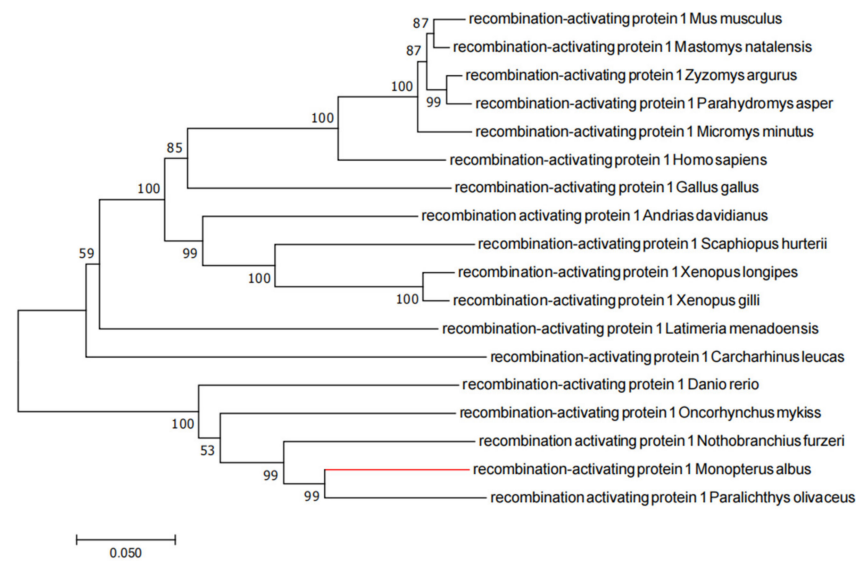 87
recombination-activating protein 1 Mus musculus
87
recombination-activating protein 1 Mastomys natalensis
recombination-activating protein 1 Zyzomys argurus
100
99
recombination-activating protein 1 Parahydromys asper
100
recombination-activating protein 1 Micromys minutus
85
recombination-activating protein 1 Homo sapiens
100
recombination-activating protein 1 Gallus gallus
recombination activating protein 1 Andrias davidianus
59
99
recombination-activating protein 1 Scaphiopus hurterii
100
recombination-activating protein 1 Xenopus longipes
100
recombination-activating protein 1 Xenopus gilli
recombination-activating protein 1 Latimeria menadoensis
recombination-activating protein 1 Carcharhinus leucas
recombination-activating protein 1 Danio rerio
100
recombination-activating protein 1 Oncorhynchus mykiss
53
recombination activating protein 1 Nothobranchius furzeri
99
recombination-activating protein 1 Monopterus albus
99
recombination activating protein 1 Paralichthys olivaceus
0.050